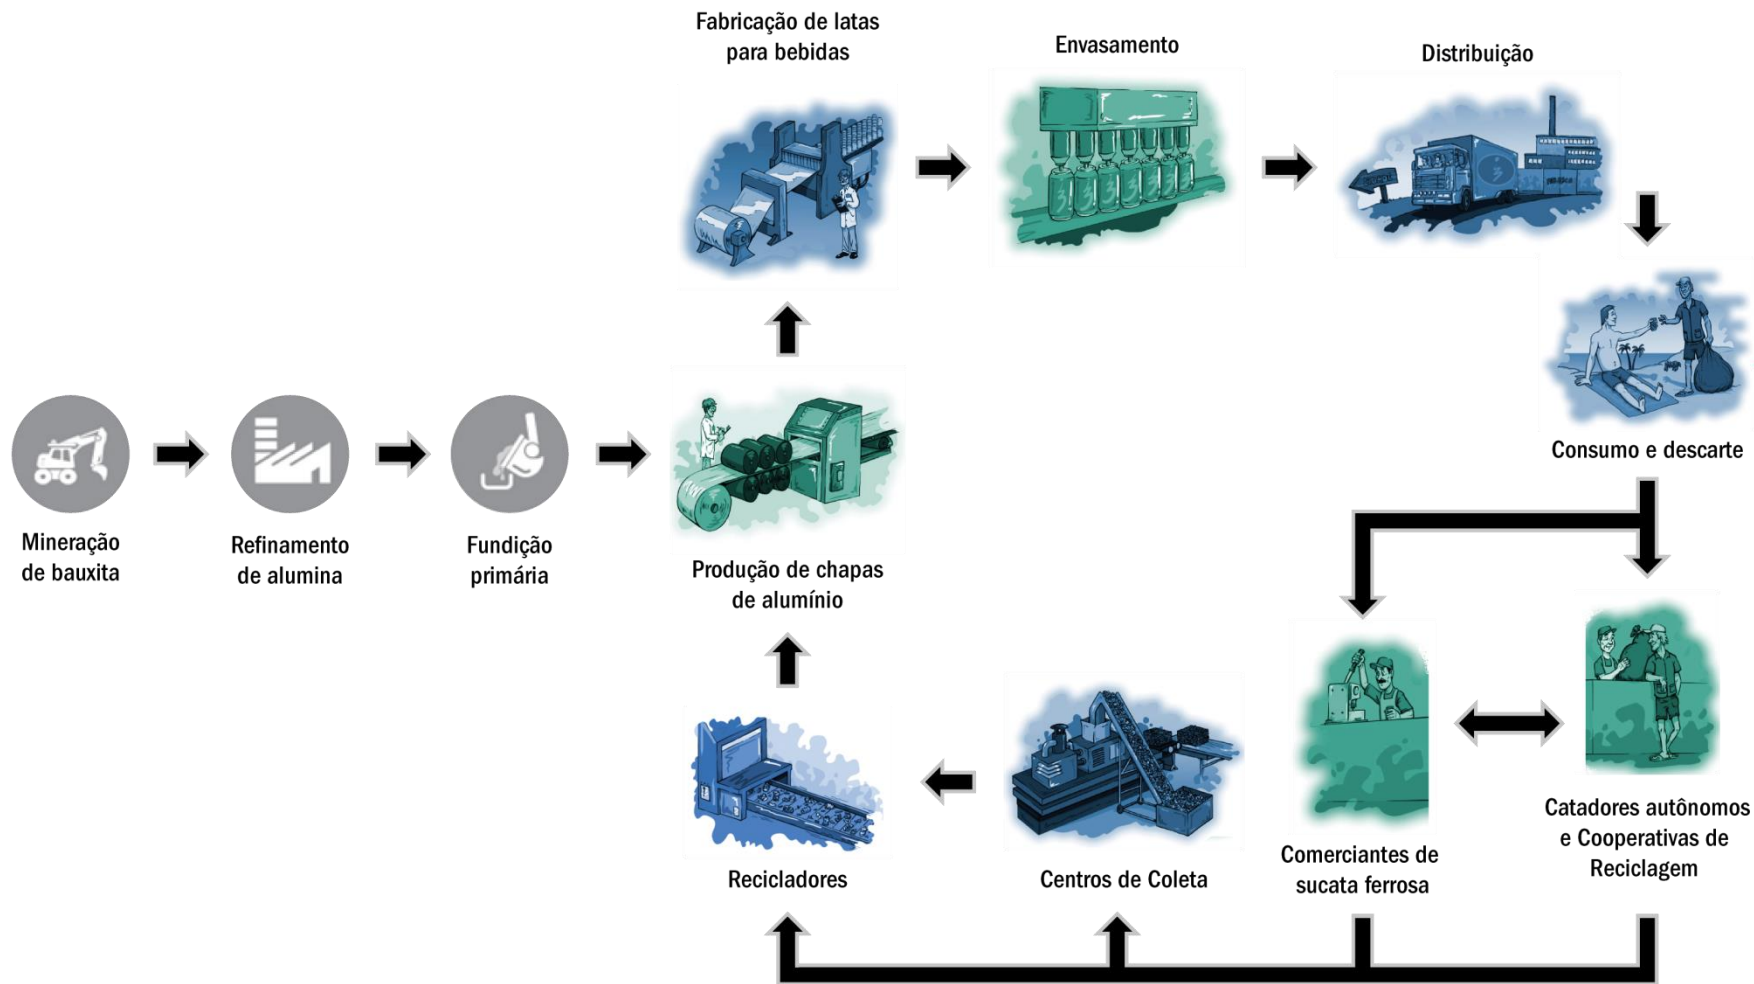 Fabricação de latas
para bebidas
Envasamento
Distribuição
Consumo e descarte
Mineração
de bauxita
Refinamento
de alumina
Fundição
primária
Produção de chapas
de alumínio
Recicladores
Centros de Coleta
Comerciantes de
sucata ferrosa
Catadores autônomos
e Cooperativas de
Reciclagem